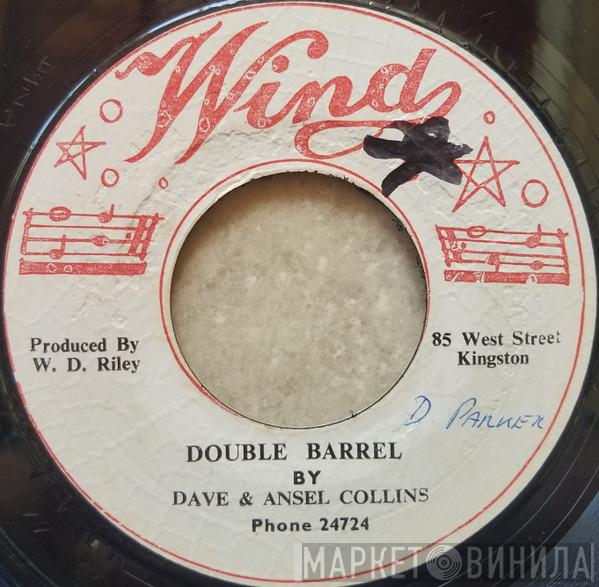 Wind
Produced By
W. D. Riley
85 West Street
Kingston
D PARKER
DOUBLE BARREL
BY
DAVE & ANSEL COLLINS
Phone 24724
МАРКЕТ ВИНИЛА